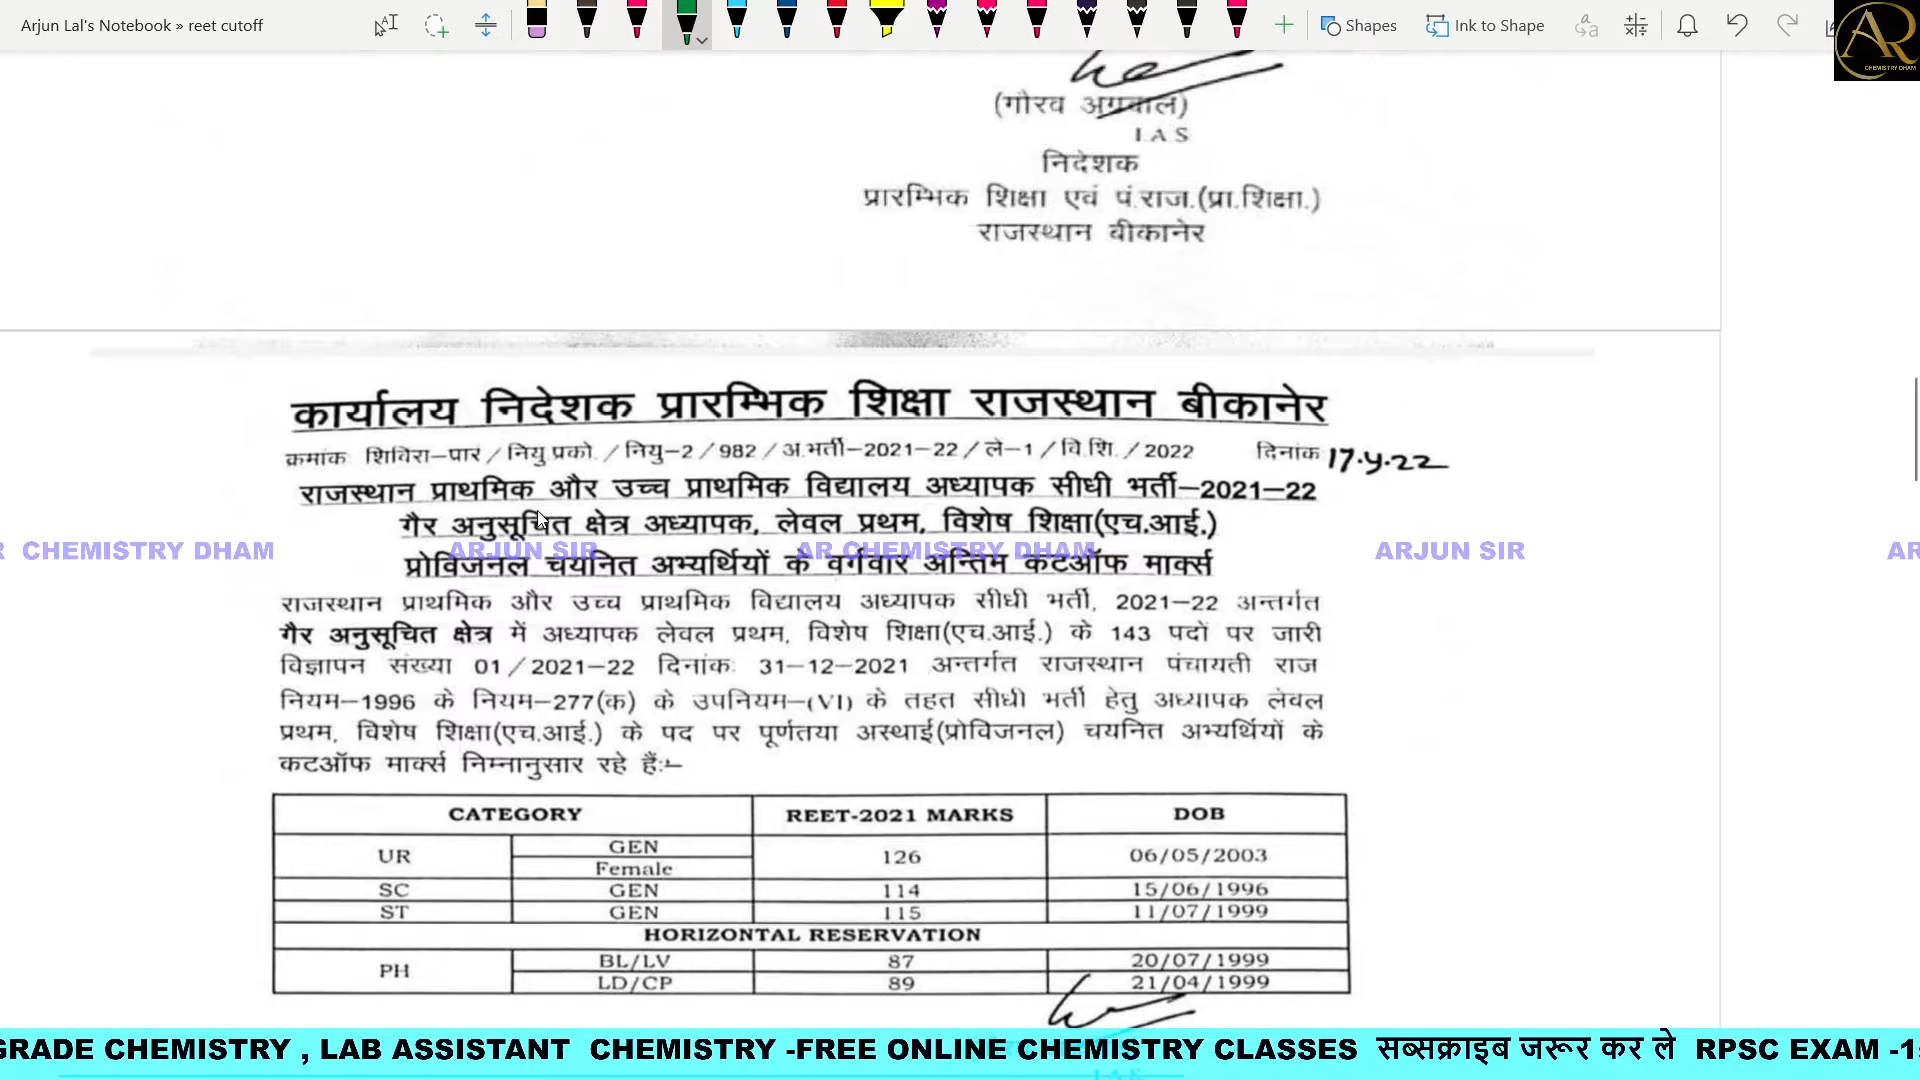 Arjun Lal's Notebook » reet cutoff
Shapes
Ink to Shape
AR
CHEMISTRY DHAM
(गौरव अग्रवाल)
I.A.S
निदेशक
प्रारम्भिक शिक्षा एवं पं.राज.(प्रा.शिक्षा.)
राजस्थान बीकानेर
कार्यालय निदेशक प्रारम्भिक शिक्षा राजस्थान बीकानेर
क्रमांक शिविरा–पार/नियु.प्रको./नियु–2/982/अ.भर्ती–2021–22/ले–1/वि.शि./2022 दिनांक 17.4.22
राजस्थान प्राथमिक और उच्च प्राथमिक विद्यालय अध्यापक सीधी भर्ती–2021–22
गैर अनुसूचित क्षेत्र अध्यापक, लेवल प्रथम, विशेष शिक्षा(एच.आई.)
R CHEMISTRY DHAM ARJUN SIR AR CHEMISTRY DHAM ARJUN SIR AR
प्रोविजनल चयनित अभ्यर्थियों के वर्गवार अन्तिम कटऑफ मार्क्स
राजस्थान प्राथमिक और उच्च प्राथमिक विद्यालय अध्यापक सीधी भर्ती, 2021–22 अन्तर्गत
गैर अनुसूचित क्षेत्र में अध्यापक लेवल प्रथम, विशेष शिक्षा(एच.आई.) के 143 पदो पर जारी
विज्ञापन संख्या 01/2021–22 दिनांक: 31–12–2021 अन्तर्गत राजस्थान पंचायती राज
नियम–1996 के नियम–277(क) के उपनियम–(VI) के तहत सीधी भर्ती हेतु अध्यापक लेवल
प्रथम, विशेष शिक्षा(एच.आई.) के पद पर पूर्णतया अस्थाई(प्रोविजनल) चयनित अभ्यर्थियों के
कटऑफ मार्क्स निम्नानुसार रहे हैं:–
CATEGORY REET-2021 MARKS DOB
UR GEN 126 06/05/2003
Female
SC GEN 114 15/06/1996
ST GEN 115 11/07/1999
HORIZONTAL RESERVATION
PH BL/LV 87 20/07/1999
LD/CP 89 21/04/1999
GRADE CHEMISTRY , LAB ASSISTANT CHEMISTRY -FREE ONLINE CHEMISTRY CLASSES सब्सक्राइब जरूर कर ले RPSC EXAM -1
I.A.S